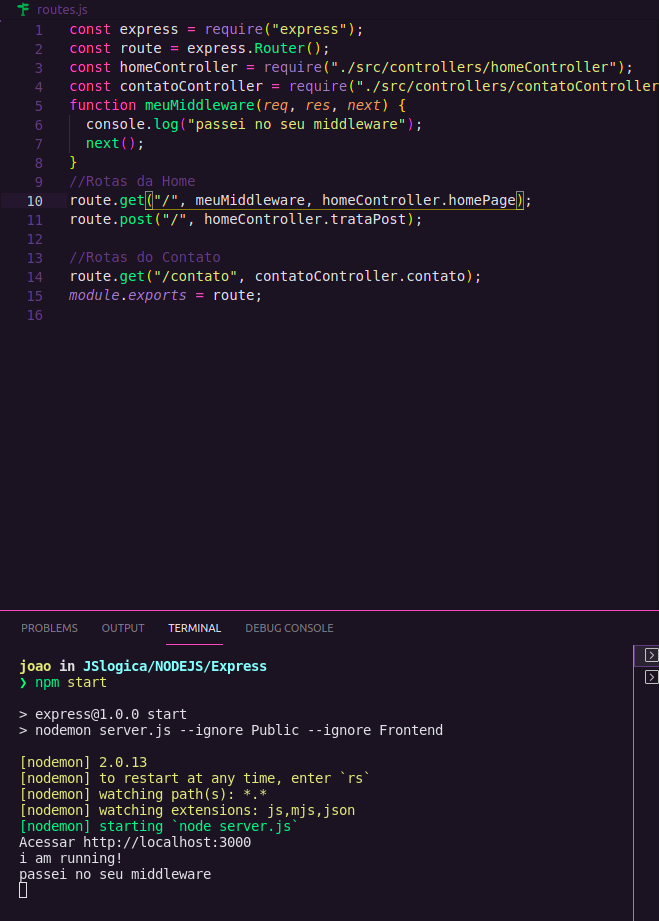 routes.js
1 const express = require("express");
2 const route = express.Router();
3 const homeController = require("./src/controllers/homeController");
4 const contatoController = require("./src/controllers/contatoController
5 function meuMiddleware(req, res, next) {
6 console.log("passei no seu middleware");
7 next();
8 }
9 //Rotas da Home
10 route.get("/", meuMiddleware, homeController.homePage);
11 route.post("/", homeController.trataPost);
12
13 //Rotas do Contato
14 route.get("/contato", contatoController.contato);
15 module.exports = route;
16
PROBLEMS OUTPUT TERMINAL DEBUG CONSOLE
joao in JSlogica/NODEJS/Express
❯ npm start
> express@1.0.0 start
> nodemon server.js --ignore Public --ignore Frontend
[nodemon] 2.0.13
[nodemon] to restart at any time, enter `rs`
[nodemon] watching path(s): *.*
[nodemon] watching extensions: js,mjs,json
[nodemon] starting `node server.js`
Acessar http://localhost:3000
i am running!
passei no seu middleware